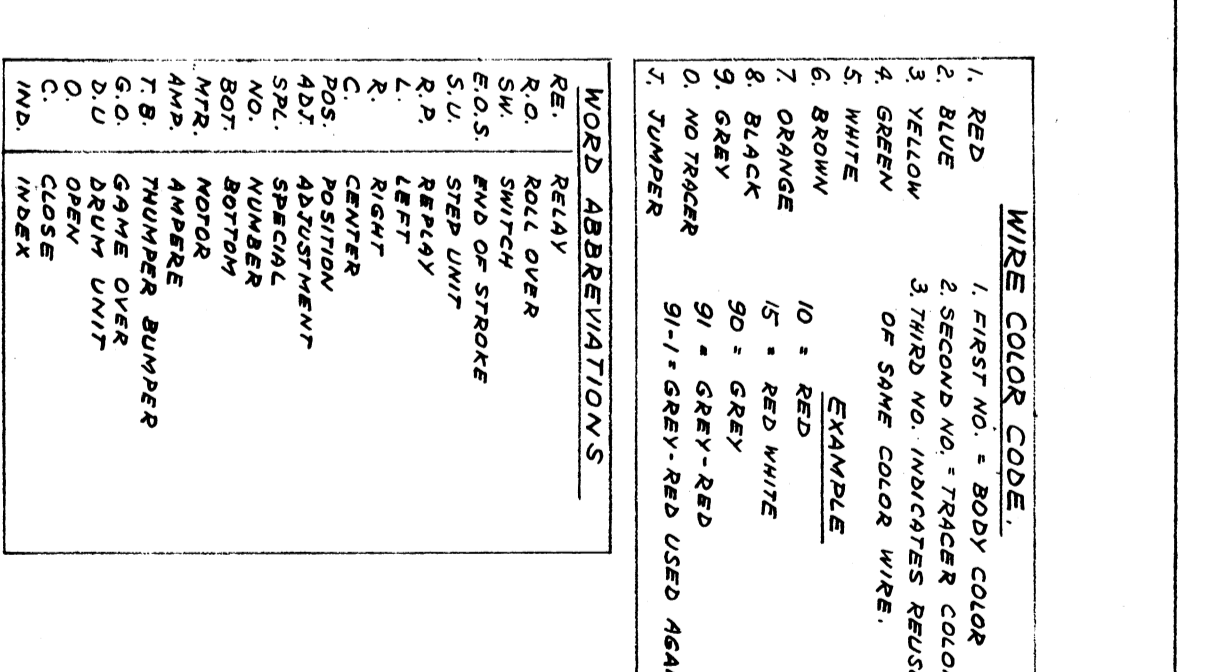 WIRE COLOR CODE.
1. RED
2. BLUE
3. YELLOW
4. GREEN
5. WHITE
6. BROWN
7. ORANGE
8. BLACK
9. GREY
0. NO TRACER
J. JUMPER
1. FIRST NO. = BODY COLOR
2. SECOND NO. = TRACER COLO
3. THIRD NO. INDICATES REUS
OF SAME COLOR WIRE.
EXAMPLE
10 = RED
15 = RED WHITE
90 = GREY
91 = GREY-RED
91-1 = GREY-RED USED AGA
WORD ABBREVIATIONS
RE. RELAY
R.O. ROLL OVER
SW. SWITCH
E.O.S. END OF STROKE
S.U. STEP UNIT
R.P. REPLAY
L. LEFT
R. RIGHT
C. CENTER
POS. POSITION
ADJ. ADJUSTMENT
SPL. SPECIAL
NO. NUMBER
BOT. BOTTOM
MTR. MOTOR
AMP. AMPERE
T.B. THUMPER BUMPER
G.O. GAME OVER
D.U DRUM UNIT
O. OPEN
C. CLOSE
IND. INDEX